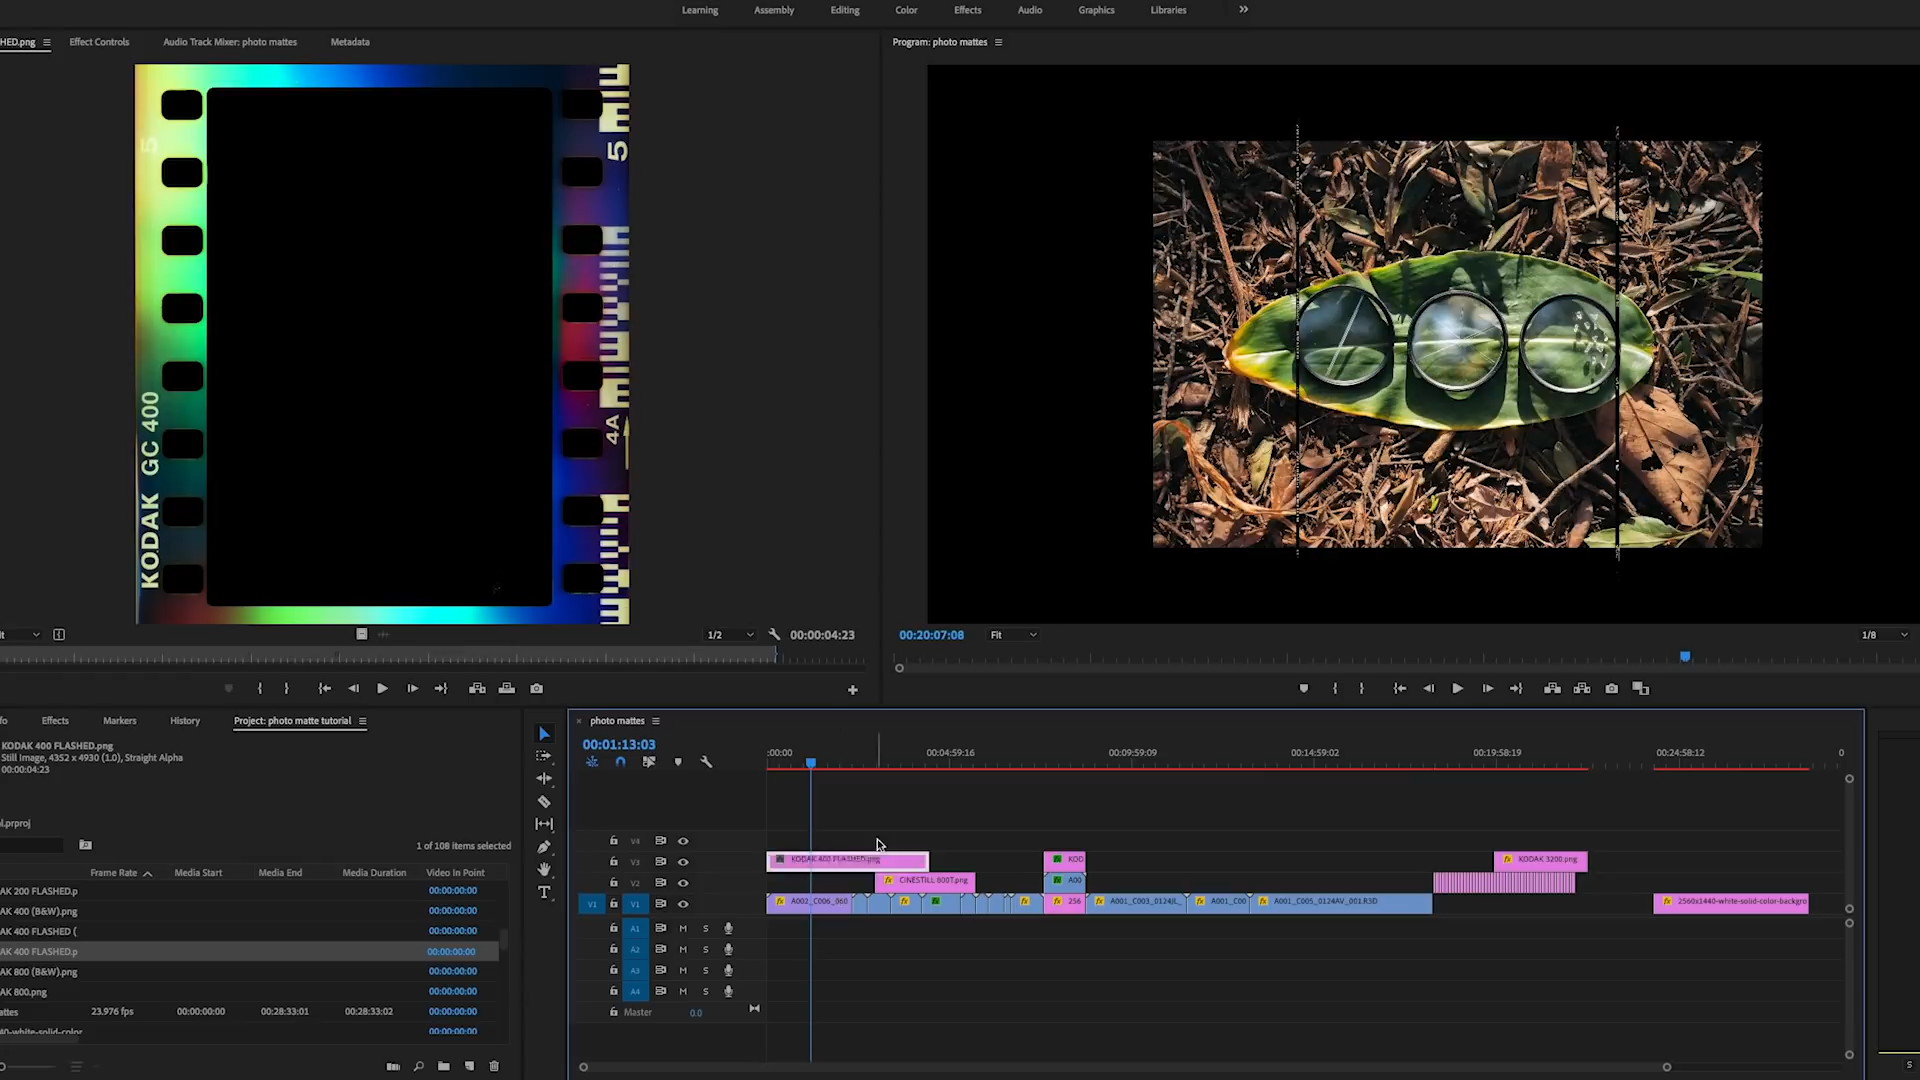 Learning Assembly Editing Color Effects Audio Graphics Libraries
HED.png Effect Controls Audio Track Mixer: photo mattes Metadata
Program: photo mattes
5
5
4A
KODAK GC 400
1/2 00:00:04:23
00:20:07:08 Fit 1/8
Effects Markers History Project: photo matte tutorial
KODAK 400 FLASHED.png
Still Image, 4352 x 4930 (1.0), Straight Alpha
00:00:04:23
al.prproj
1 of 108 items selected
Frame Rate Media Start Media End Media Duration Video In Point
AK 200 FLASHED.p 00:00:00:00
AK 400 (B&W).png 00:00:00:00
AK 400 FLASHED ( 00:00:00:00
AK 400 FLASHED.p 00:00:00:00
AK 800 (B&W).png 00:00:00:00
AK 800.png 00:00:00:00
attes 23.976 fps 00:00:00:00 00:28:33:01 00:28:33:02 00:00:00:00
40-white-solid-color 00:00:00:00
photo mattes
00:01:13:03
:00:00 00:04:59:16 00:09:59:09 00:14:59:02 00:19:58:19 00:24:58:12 0
V4
V3 KODAK 400 FLASHED.png KOD KODAK 3200.png
V2 CINESTILL 800T.png A00
V1 V1 A002_C006_060 256 A001_C003_0124JL_ A001_C00 A001_C005_0124AV_001.R3D 2560x1440-white-solid-color-backgro
A1 M S
A2 M S
A3 M S
A4 M S
Master 0.0
S